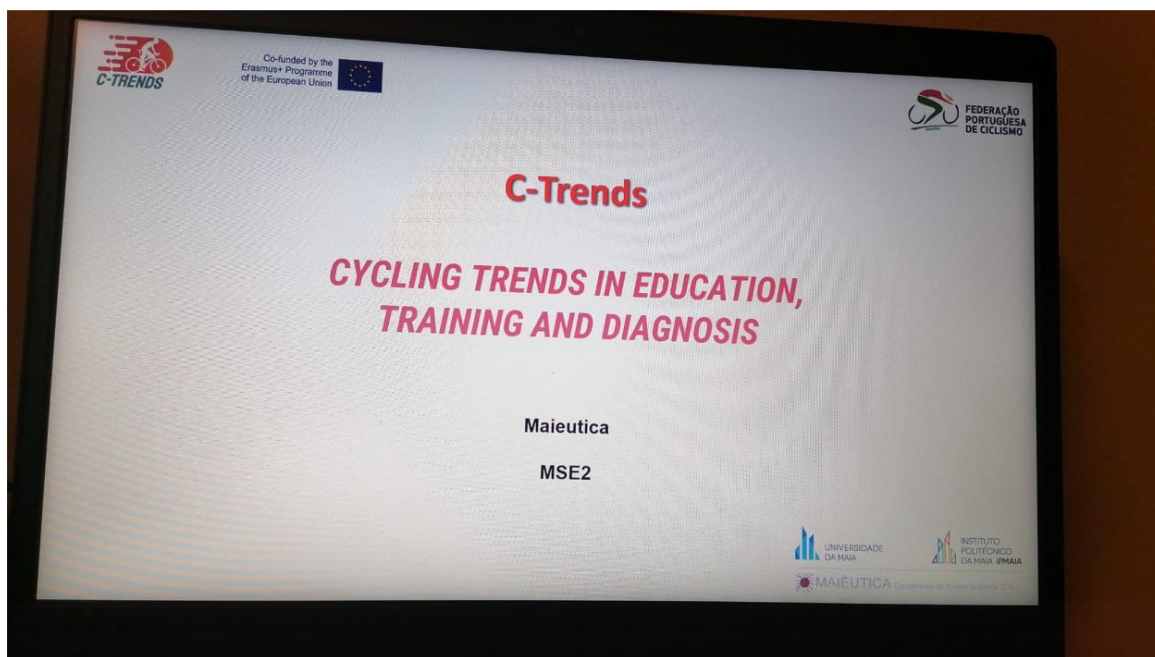 C-TRENDS
Co-funded by the
Erasmus+ Programme
of the European Union
FEDERAÇÃO
PORTUGUESA
DE CICLISMO
C-Trends
CYCLING TRENDS IN EDUCATION,
TRAINING AND DIAGNOSIS
Maieutica
MSE2
UNIVERSIDADE
DA MAIA
INSTITUTO
POLITÉCNICO
DA MAIA IPMAIA
MAIÊUTICA